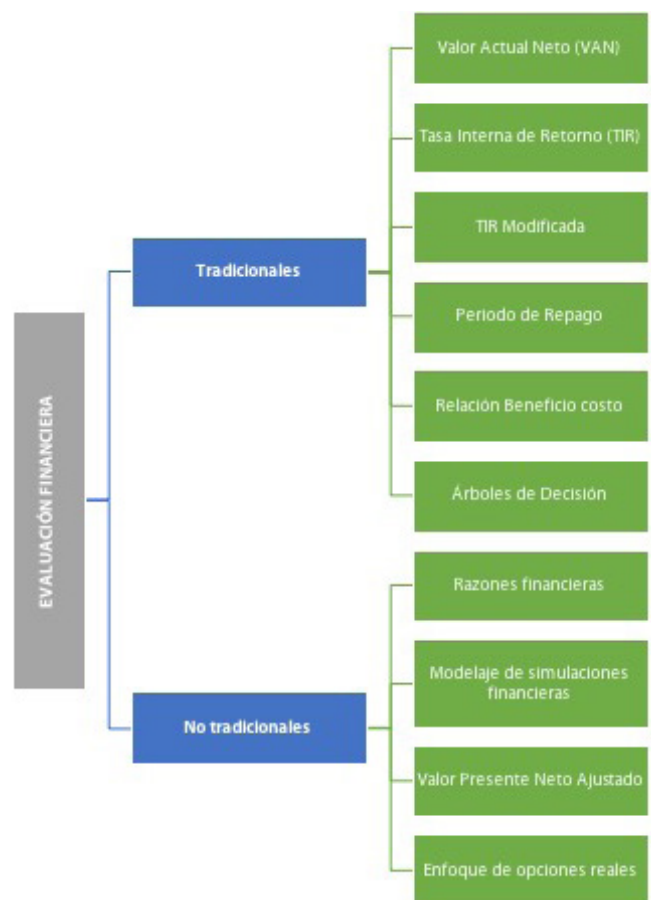 EVALUACIÓN FINANCIERA
Tradicionales
Valor Actual Neto (VAN)
Tasa Interna de Retorno (TIR)
TIR Modificada
Periodo de Repago
Relación Beneficio costo
Árboles de Decisión
No tradicionales
Razones financieras
Modelaje de simulaciones
financieras
Valor Presente Neto Ajustado
Enfoque de opciones reales